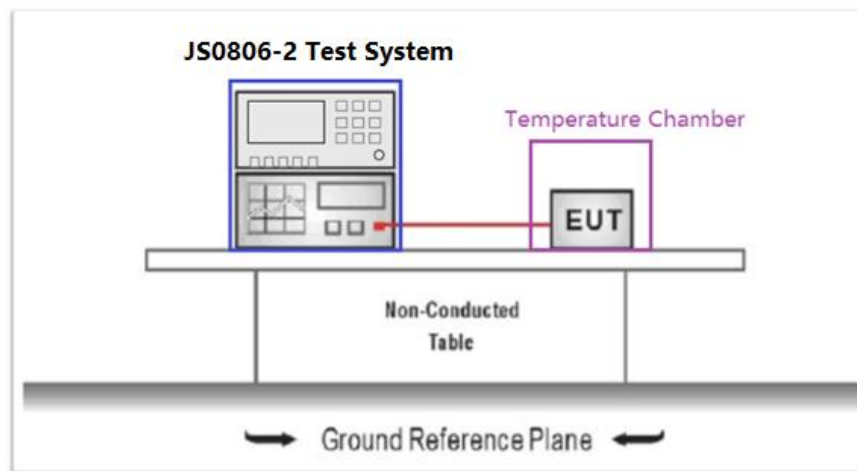 JS0806-2 Test System
Temperature Chamber
EUT
Non-Conducted
Table
Ground Reference Plane